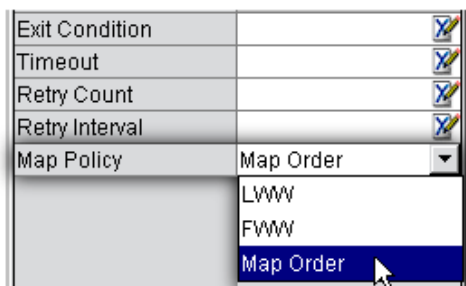 Exit Condition
Timeout
Retry Count
Retry Interval
Map Policy Map Order
LWW
FWW
Map Order